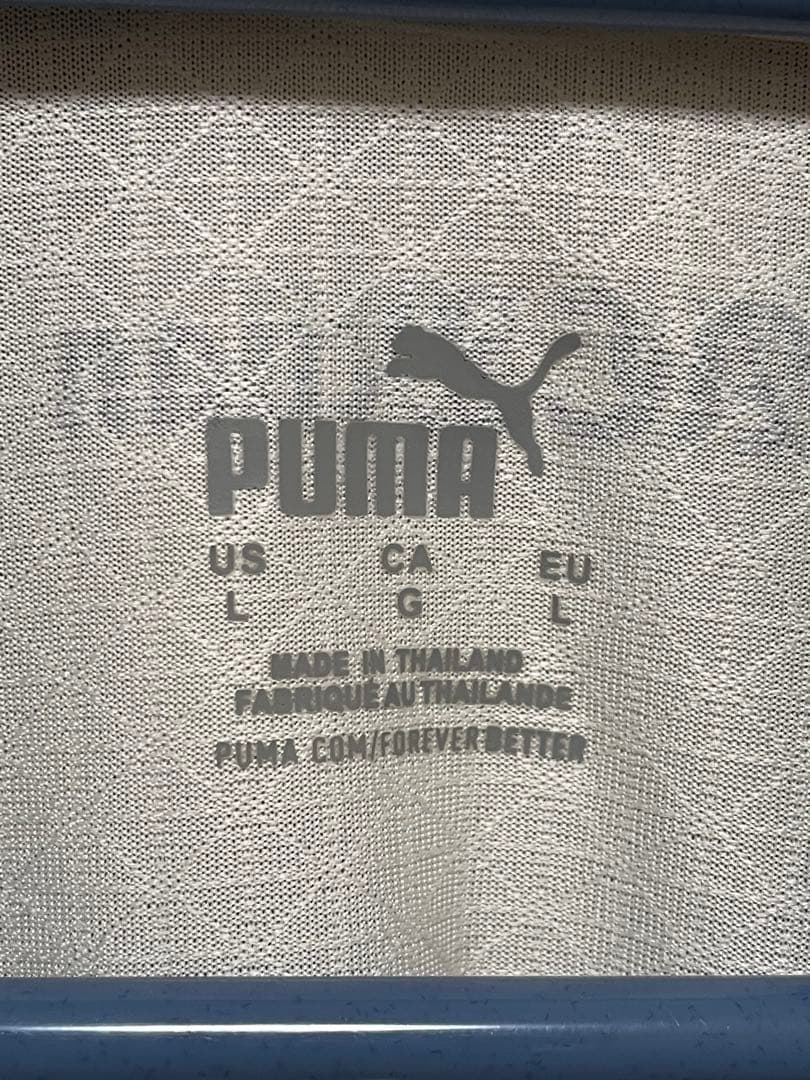 PUMA
US CA EU
L G L
MADE IN THAILAND
FABRIQUÉ AU THAILANDE
PUMA.COM/FOREVERBETTER